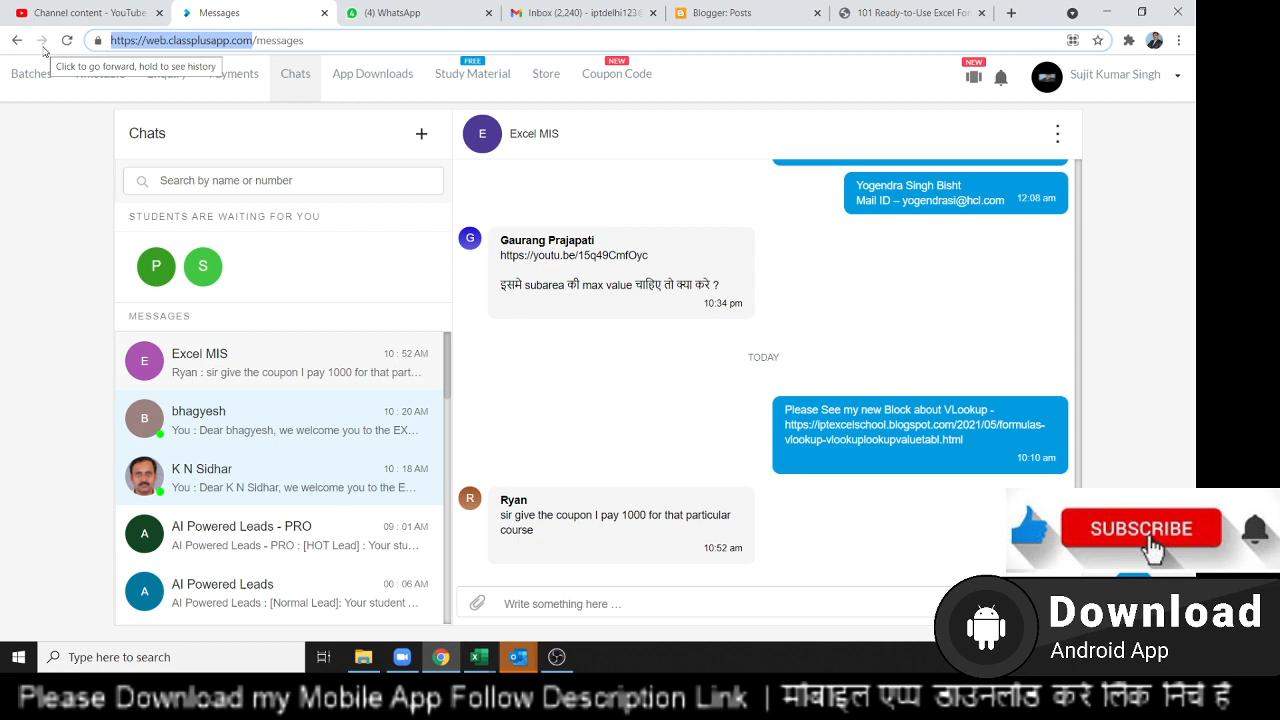 Channel content - YouTube
Messages
(4) WhatsApp
Inbox (2,240) - iptdelhi123@
Blogger: Posts
101 Ready-to-Use Excel For
https://web.classplusapp.com/messages
Click to go forward, hold to see history
Batches
Enquiry
Payments
Chats
App Downloads
FREE
Study Material
Store
NEW
Coupon Code
NEW
Sujit Kumar Singh
Chats
+
Search by name or number
STUDENTS ARE WAITING FOR YOU
P
S
MESSAGES
E
Excel MIS
10 : 52 AM
Ryan : sir give the coupon I pay 1000 for that part...
B
bhagyesh
10 : 20 AM
You : Dear bhagyesh, we welcome you to the EX...
K N Sidhar
10 : 18 AM
You : Dear K N Sidhar, we welcome you to the E...
A
AI Powered Leads - PRO
09 : 01 AM
AI Powered Leads - PRO : [HOT Lead] : Your stu...
A
AI Powered Leads
00 : 06 AM
AI Powered Leads : [Normal Lead]: Your student ...
E
Excel MIS
Yogendra Singh Bisht
Mail ID – yogendrasi@hcl.com
12:08 am
G
Gaurang Prajapati
https://youtu.be/15q49CmfOyc
इसमे subarea की max value चाहिए तो क्या करे ?
10:34 pm
TODAY
Please See my new Block about VLookup -
https://iptexcelschool.blogspot.com/2021/05/formulas-
vlookup-vlookuplookupvaluetabl.html
10:10 am
R
Ryan
sir give the coupon I pay 1000 for that particular
course
10:52 am
Write something here ...
SUBSCRIBE
Download
Android App
Type here to search
Please Download my Mobile App Follow Description Link | मोबाइल एप्प डाउनलोड करे लिंक निचे है